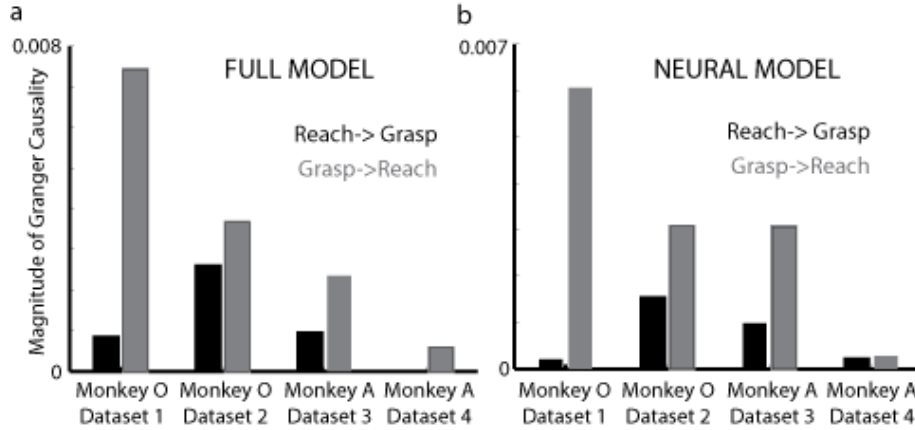 a
0.008
FULL MODEL
Reach-> Grasp
Grasp->Reach
Magnitude of Granger Causality
0
Monkey O Monkey O Monkey A Monkey A
Dataset 1 Dataset 2 Dataset 3 Dataset 4
b
0.007
NEURAL MODEL
Reach-> Grasp
Grasp->Reach
0
Monkey O Monkey O Monkey A Monkey A
Dataset 1 Dataset 2 Dataset 3 Dataset 4